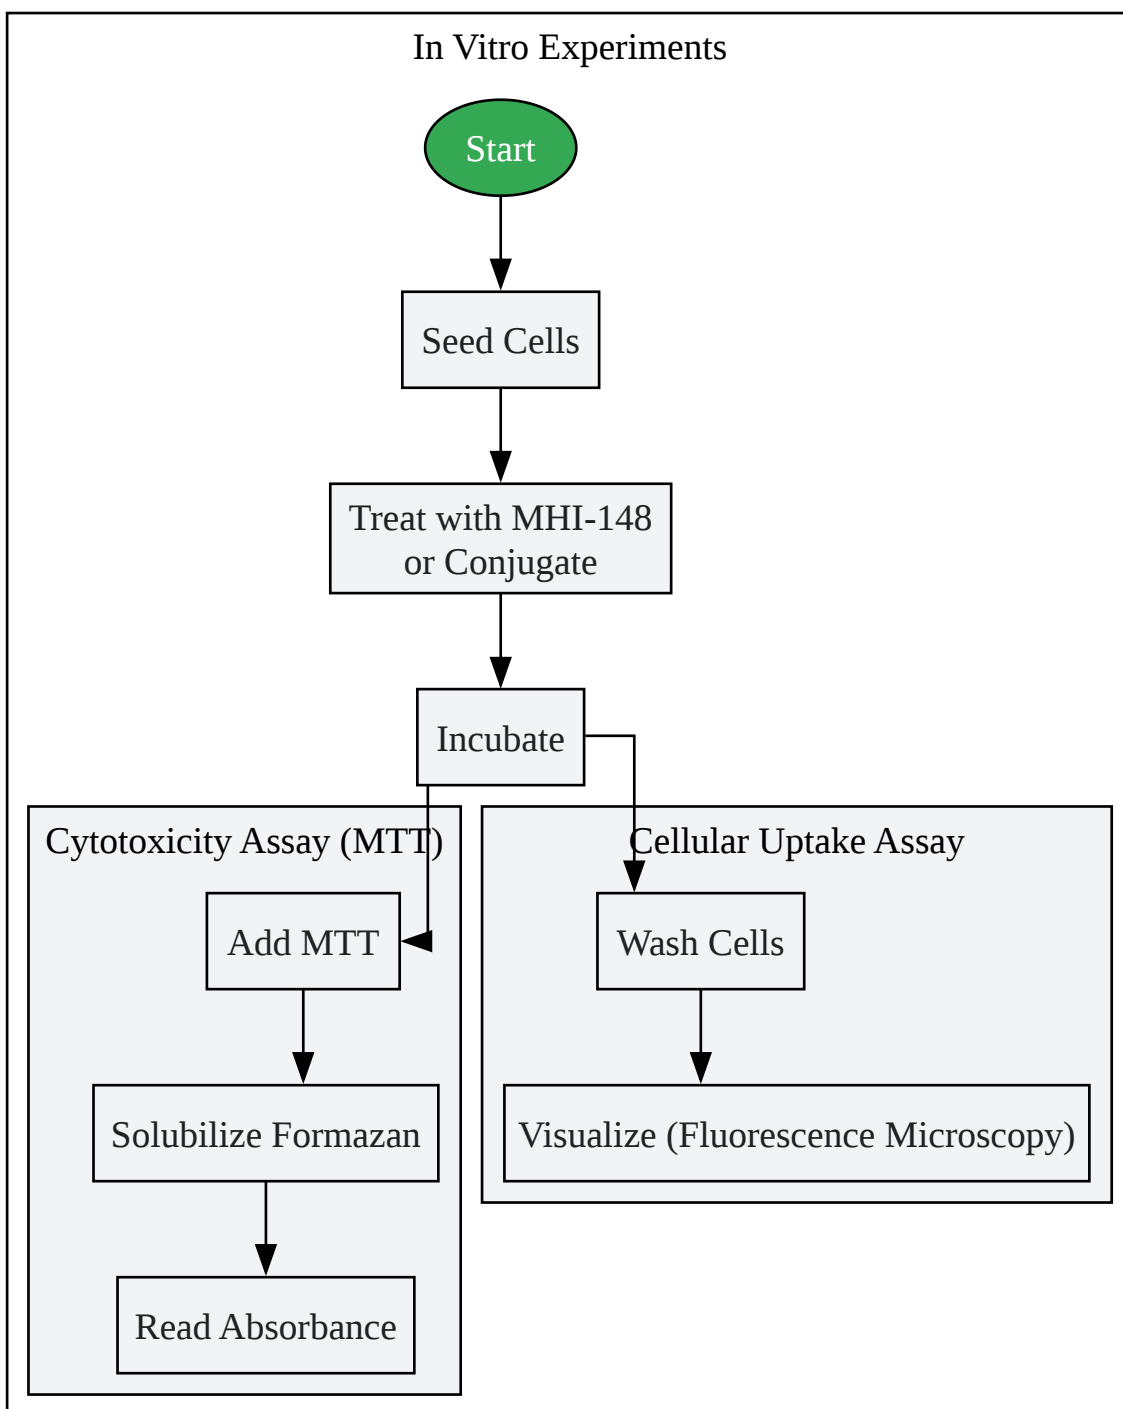 In Vitro Experiments
Start
Seed Cells
Treat with MHI-148
or Conjugate
Incubate
Cytotoxicity Assay (MTT)
Add MTT
Solubilize Formazan
Read Absorbance
Cellular Uptake Assay
Wash Cells
Visualize (Fluorescence Microscopy)